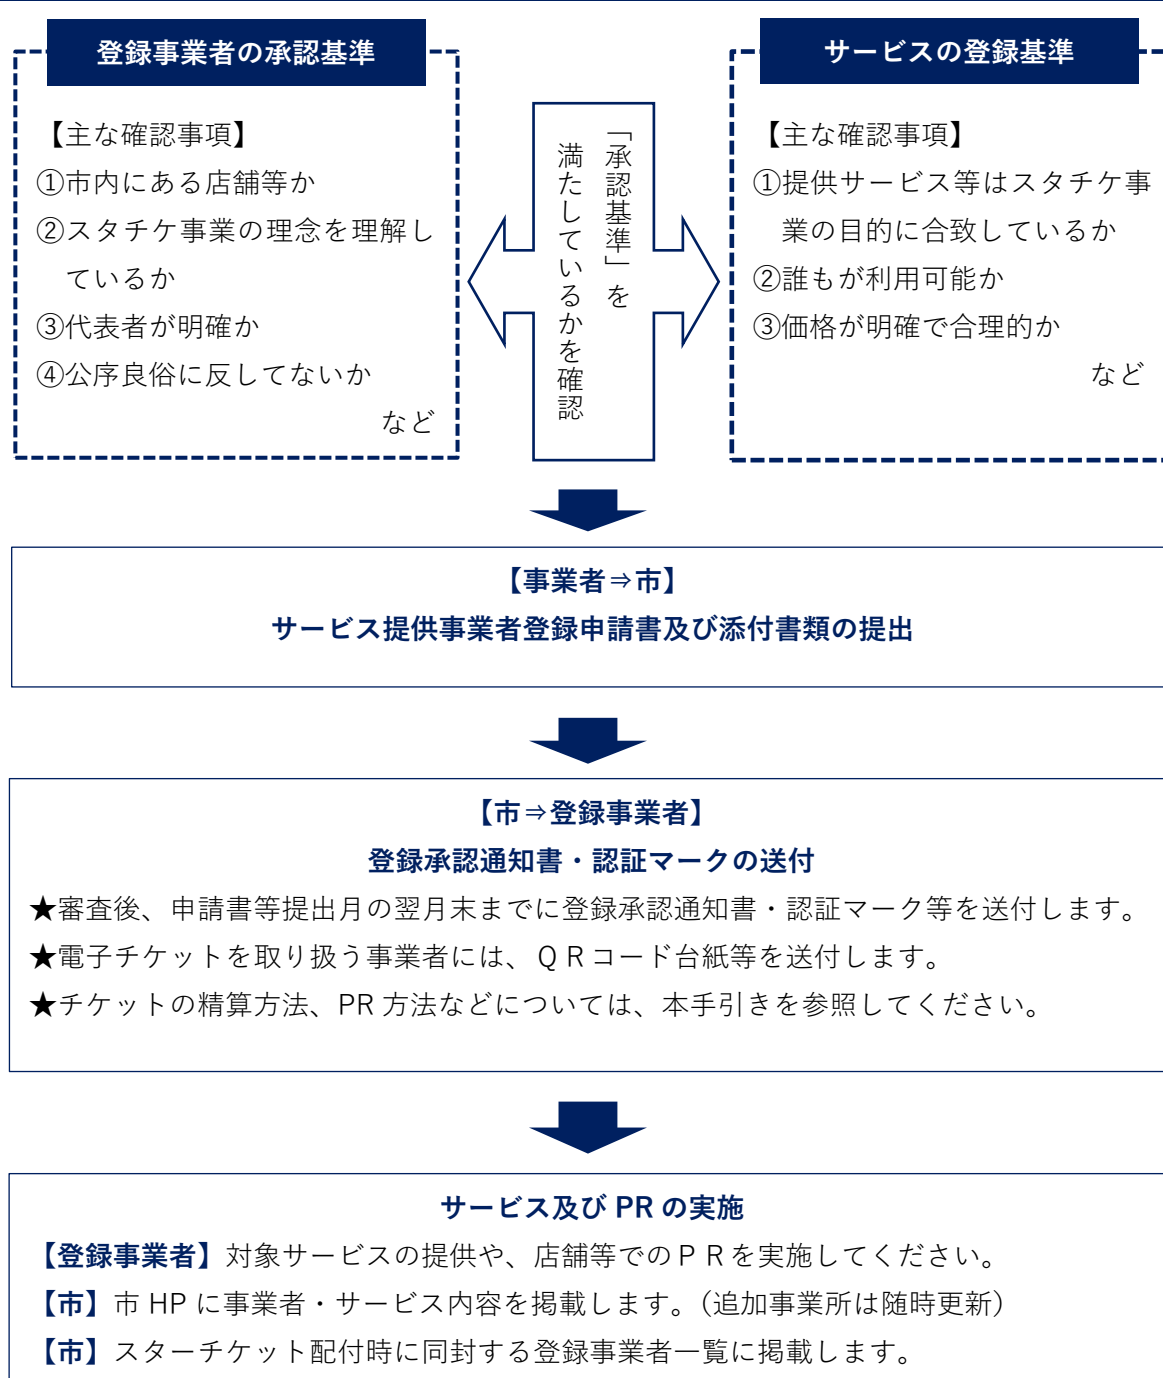 登録事業者の承認基準
【主な確認事項】
①市内にある店舗等か
②スタチケ事業の理念を理解し
ているか
③代表者が明確か
④公序良俗に反してないか
など
「承認基準」を
満たしているかを確認
サービスの登録基準
【主な確認事項】
①提供サービス等はスタチケ事
業の目的に合致しているか
②誰もが利用可能か
③価格が明確で合理的か
など
【事業者⇒市】
サービス提供事業者登録申請書及び添付書類の提出
【市⇒登録事業者】
登録承認通知書・認証マークの送付
★審査後、申請書等提出月の翌月末までに登録承認通知書・認証マーク等を送付します。
★電子チケットを取り扱う事業者には、ＱＲコード台紙等を送付します。
★チケットの精算方法、PR 方法などについては、本手引きを参照してください。
サービス及び PR の実施
【登録事業者】対象サービスの提供や、店舗等でのＰＲを実施してください。
【市】市 HP に事業者・サービス内容を掲載します。（追加事業所は随時更新）
【市】スターチケット配付時に同封する登録事業者一覧に掲載します。